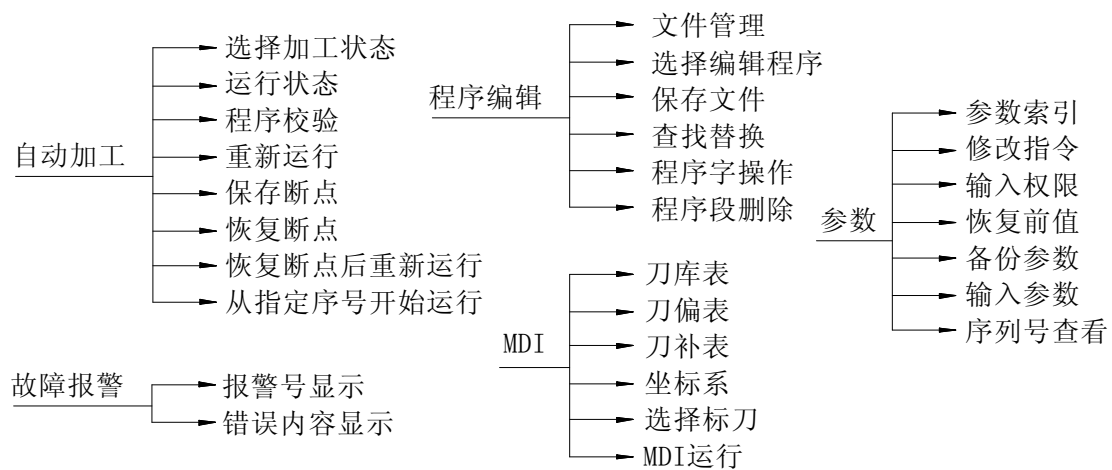 自动加工
选择加工状态
运行状态
程序校验
重新运行
保存断点
恢复断点
恢复断点后重新运行
从指定序号开始运行
故障报警
报警号显示
错误内容显示
程序编辑
文件管理
选择编辑程序
保存文件
查找替换
程序字操作
程序段删除
MDI
刀库表
刀偏表
刀补表
坐标系
选择标刀
MDI运行
参数
参数索引
修改指令
输入权限
恢复前值
备份参数
输入参数
序列号查看